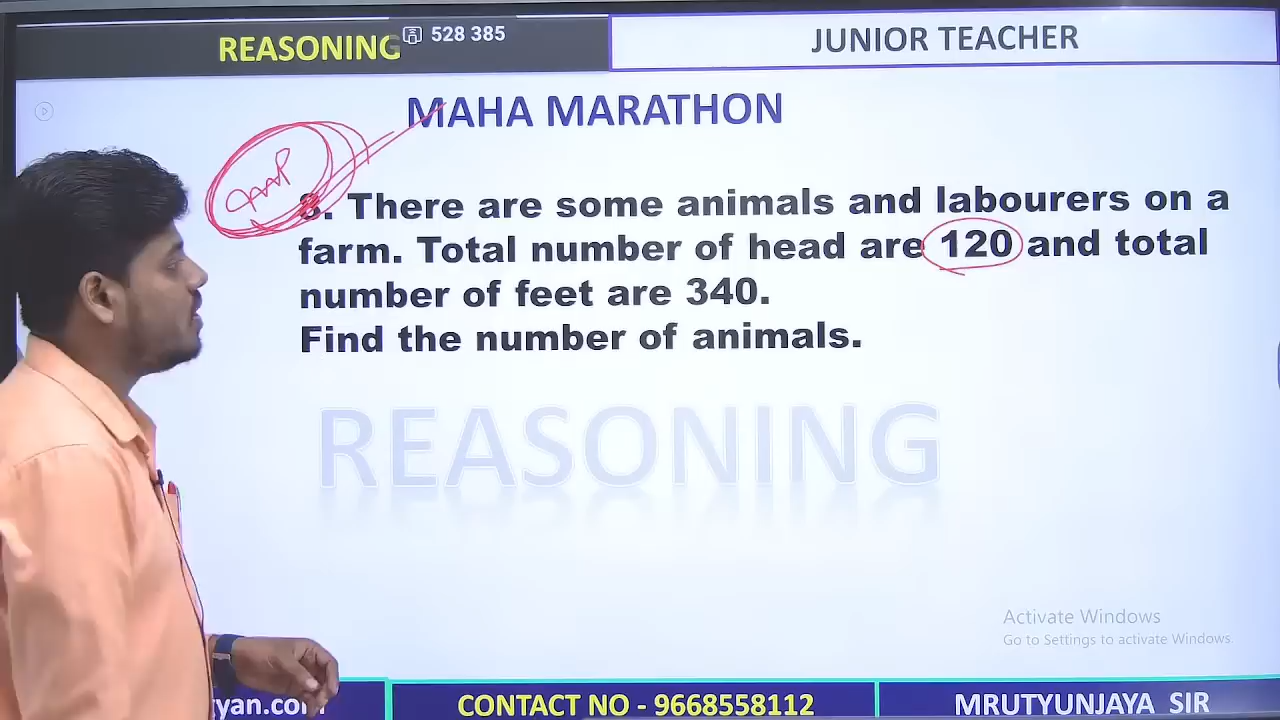 REASONING
528 385
JUNIOR TEACHER
MAHA MARATHON
8. There are some animals and labourers on a
farm. Total number of head are 120 and total
number of feet are 340.
Find the number of animals.
REASONING
Activate Windows
Go to Settings to activate Windows.
CONTACT NO - 9668558112
MRUTYUNJAYA SIR